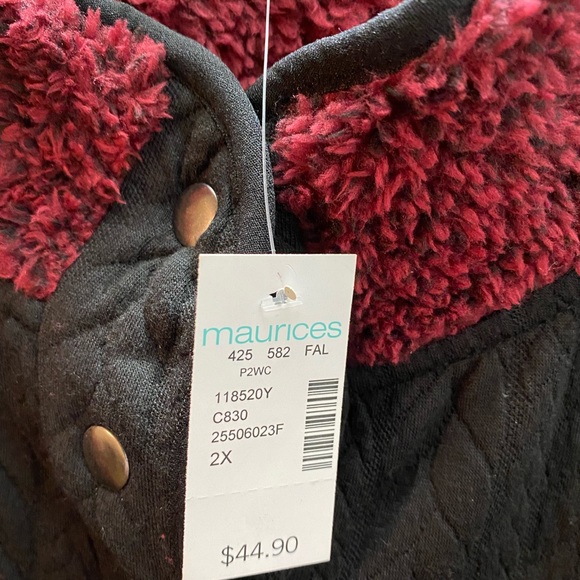 maurices
425 582 FAL
P2WC
118520Y
C830
25506023F
2X
$44.90